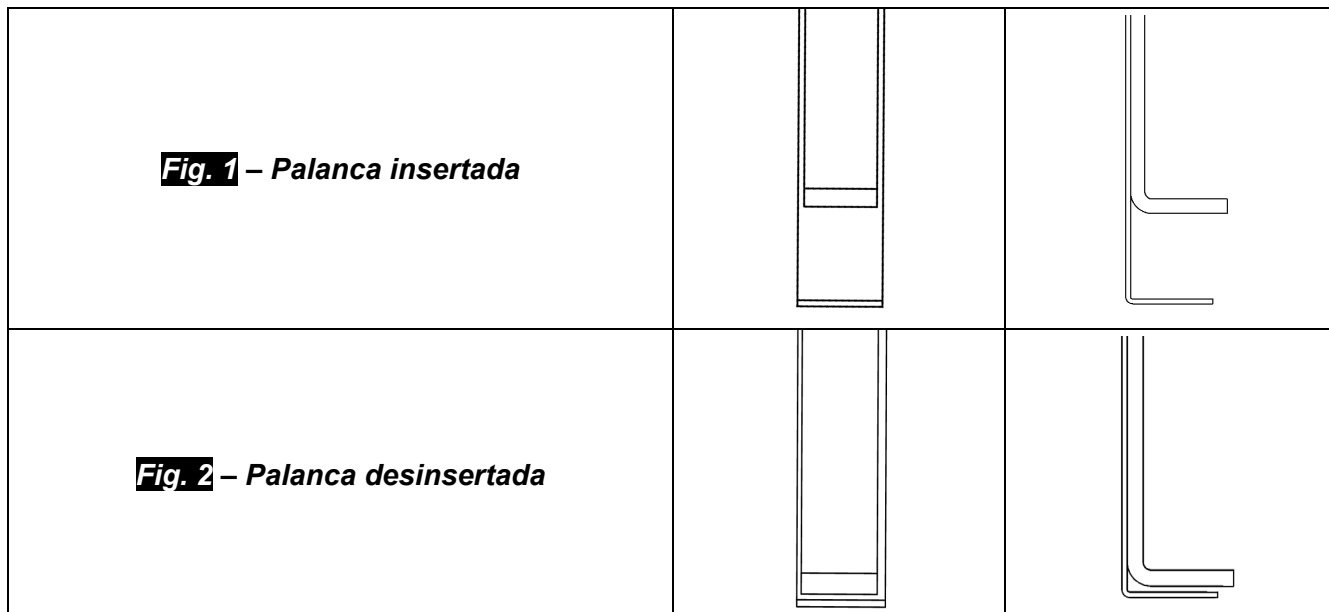 Fig. 1 – Palanca insertada
Fig. 2 – Palanca desinsertada